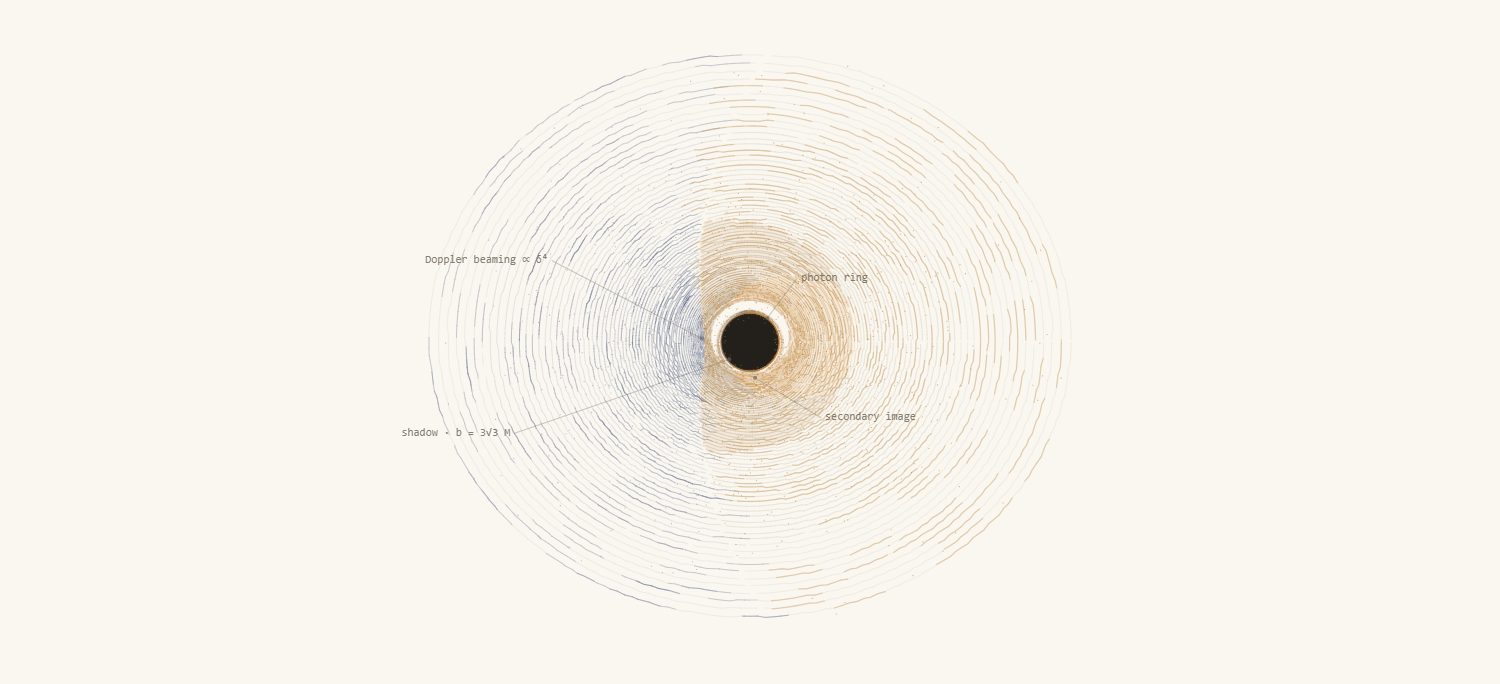 Doppler beaming ∝ δ⁴
photon ring
secondary image
shadow · b = 3√3 M